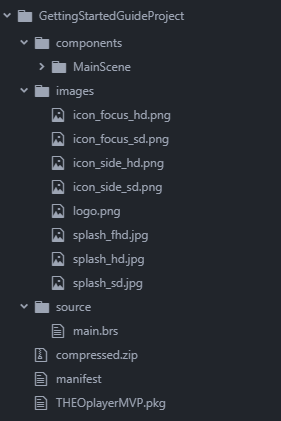 GettingStartedGuideProject
components
MainScene
images
icon_focus_hd.png
icon_focus_sd.png
icon_side_hd.png
icon_side_sd.png
logo.png
splash_fhd.jpg
splash_hd.jpg
splash_sd.jpg
source
main.brs
compressed.zip
manifest
THEOplayerMVP.pkg